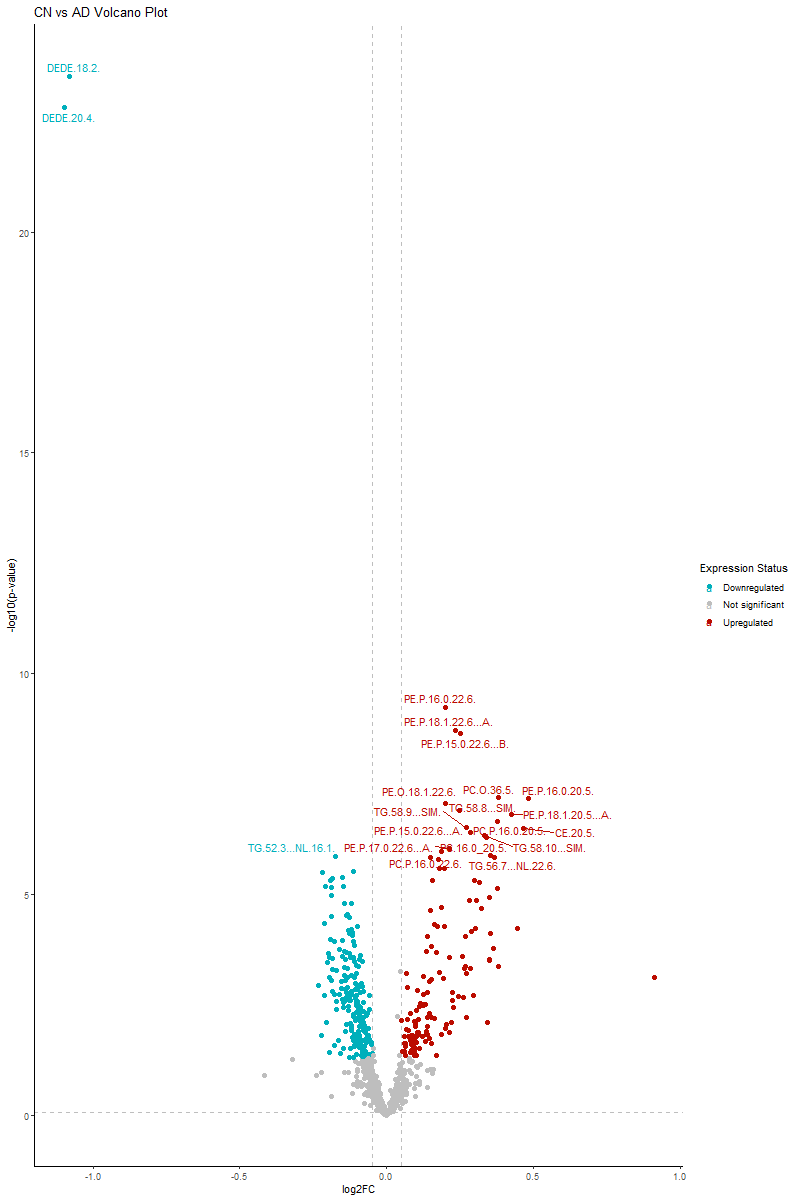 CN vs AD Volcano Plot
DEDE.18.2.
DEDE.20.4.
20
15
-log10(p-value)
Expression Status
Downregulated
Not significant
Upregulated
10
PE.P.16.0.22.6.
PE.P.18.1.22.6...A.
PE.P.15.0.22.6...B.
PE.O.18.1.22.6.
PC.O.36.5.
PE.P.16.0.20.5.
TG.58.9...SIM.
TG.58.8...SIM.
PE.P.18.1.20.5...A.
PE.P.15.0.22.6...A.
PC.P.16.0.20.5.
CE.20.5.
TG.52.3...NL.16.1.
PE.P.17.0.22.6...A.
PC.16.0_20.5.
TG.58.10...SIM.
PC.P.16.0.22.6.
TG.56.7...NL.22.6.
5
0
-1.0
-0.5
0.0
0.5
1.0
log2FC